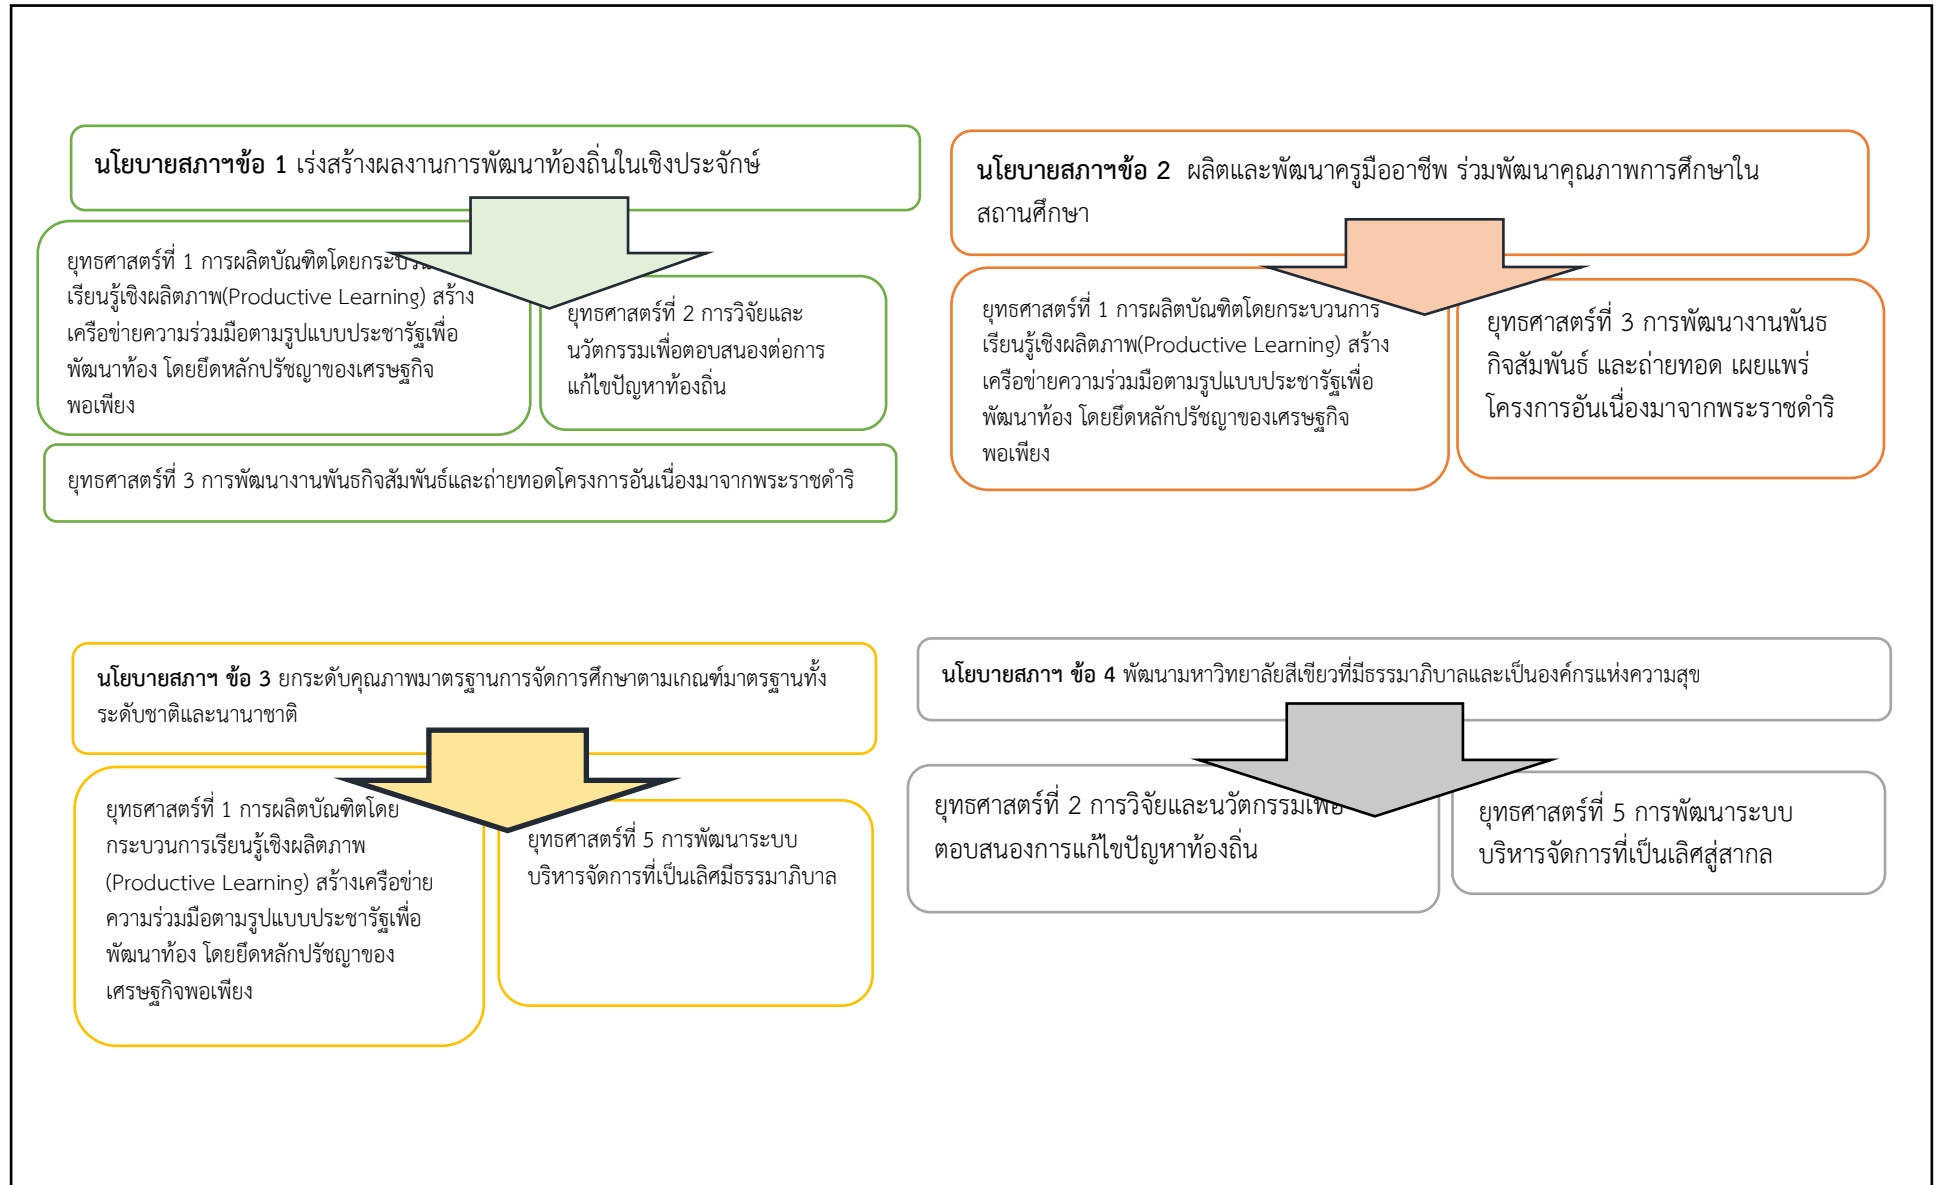 นโยบายสภาฯข้อ 1 เร่งสร้างผลงานการพัฒนาท้องถิ่นในเชิงประจักษ์
ยุทธศาสตร์ที่ 1 การผลิตบัณฑิตโดย
เรียนรู้เชิงผลิตภาพ(Productive Learning) สร้าง
เครือข่ายความร่วมมือตามรูปแบบประชารัฐเพื่อ
พัฒนาท้อง โดยยึดหลักปรัชญาของเศรษฐกิจ
พอเพียง
ยุทธศาสตร์ที่ 2 การวิจัยและ
นวัตกรรมเพื่อตอบสนองต่อการ
แก้ไขปัญหาท้องถิ่น
ยุทธศาสตร์ที่ 3 การพัฒนางานพันธกิจสัมพันธ์และถ่ายทอดโครงการอันเนื่องมาจากพระราชดำริ
นโยบายสภาฯข้อ 2 ผลิตและพัฒนาครูมืออาชีพ ร่วมพัฒนาคุณภาพการศึกษาใน
สถานศึกษา
ยุทธศาสตร์ที่ 1 การผลิตบัณฑิตโดยกระบวนการ
เรียนรู้เชิงผลิตภาพ(Productive Learning) สร้าง
เครือข่ายความร่วมมือตามรูปแบบประชารัฐเพื่อ
พัฒนาท้อง โดยยึดหลักปรัชญาของเศรษฐกิจ
พอเพียง
ยุทธศาสตร์ที่ 3 การพัฒนางานพันธ
กิจสัมพันธ์ และถ่ายทอด เผยแพร่
โครงการอันเนื่องมาจากพระราชดำริ
นโยบายสภาฯ ข้อ 3 ยกระดับคุณภาพมาตรฐานการจัดการศึกษาตามเกณฑ์มาตรฐานทั้ง
ระดับชาติและนานาชาติ
ยุทธศาสตร์ที่ 1 การผลิตบัณฑิตโดย
กระบวนการเรียนรู้เชิงผลิตภาพ
(Productive Learning) สร้างเครือข่าย
ความร่วมมือตามรูปแบบประชารัฐเพื่อ
พัฒนาท้อง โดยยึดหลักปรัชญาของ
เศรษฐกิจพอเพียง
ยุทธศาสตร์ที่ 5 การพัฒนาระบบ
บริหารจัดการที่เป็นเลิศมีธรรมาภิบาล
นโยบายสภาฯ ข้อ 4 พัฒนามหาวิทยาลัยสีเขียวที่มีธรรมาภิบาลและเป็นองค์กรแห่งความสุข
ยุทธศาสตร์ที่ 2 การวิจัยและนวัตกรรมเพื่อ
ตอบสนองการแก้ไขปัญหาท้องถิ่น
ยุทธศาสตร์ที่ 5 การพัฒนาระบบ
บริหารจัดการที่เป็นเลิศสู่สากล